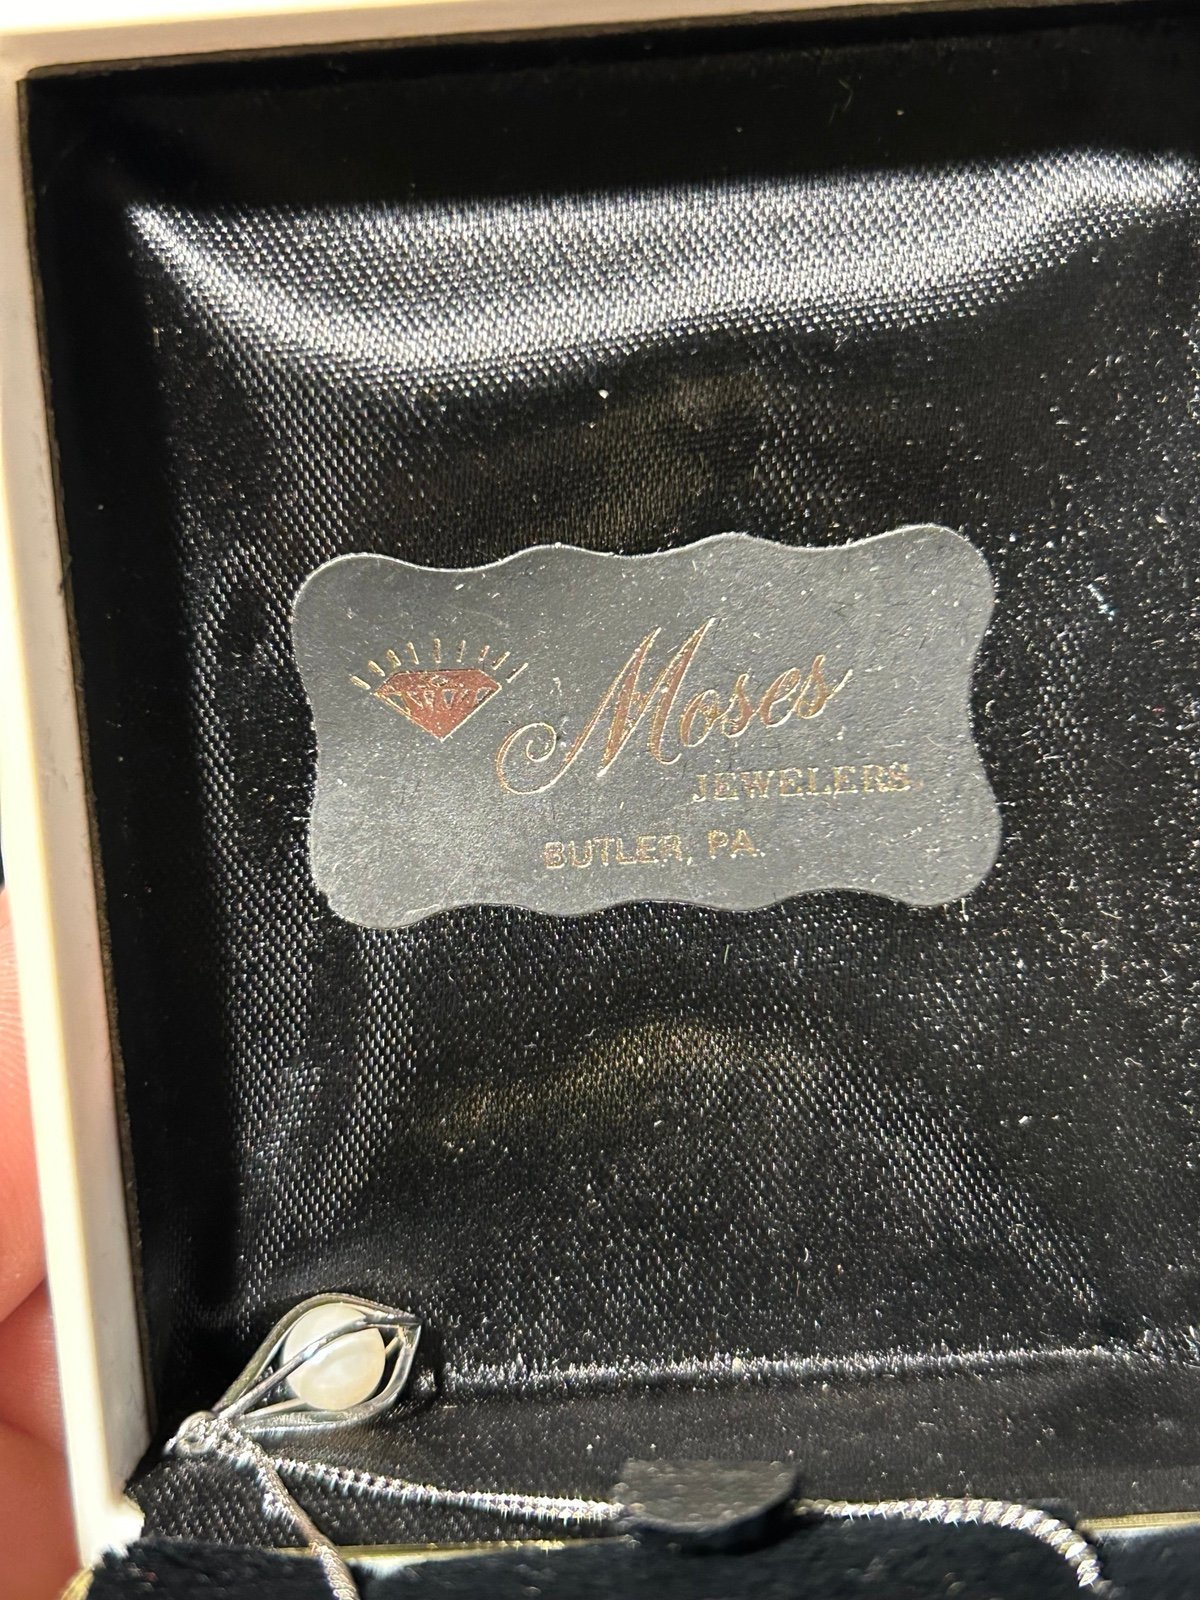 Moses
JEWELERS
BUTLER, PA.